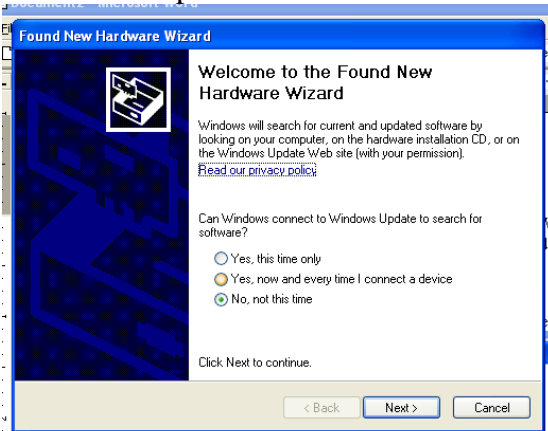 Document2 - Microsoft Word
Found New Hardware Wizard
Welcome to the Found New
Hardware Wizard
Windows will search for current and updated software by
looking on your computer, on the hardware installation CD, or on
the Windows Update Web site (with your permission).
Read our privacy policy
Can Windows connect to Windows Update to search for
software?
Yes, this time only
Yes, now and every time I connect a device
No, not this time
Click Next to continue.
< Back
Next >
Cancel